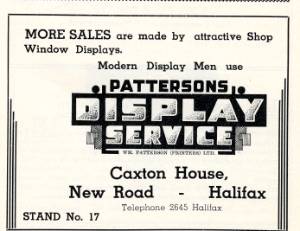 MORE SALES are made by attractive Shop
Window Displays.
Modern Display Men use
PATTERSONS
DISPLAY
SERVICE
WM. PATTERSON (PRINTERS) LTD.
Caxton House,
New Road - Halifax
Telephone 2645 Halifax
STAND No. 17